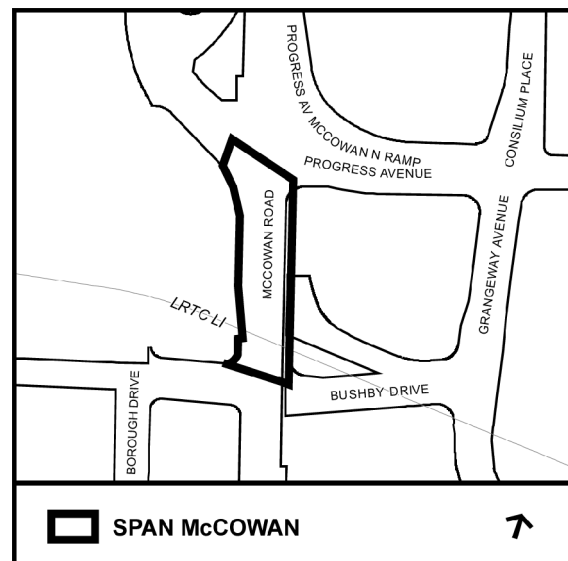 PROGRESS AV MCCOWAN N RAMP
PROGRESS AVENUE
CONSILIUM PLACE
MCCOWAN ROAD
GRANGEWAY AVENUE
LRTC LI
BOROUGH DRIVE
BUSHBY DRIVE
SPAN McCOWAN